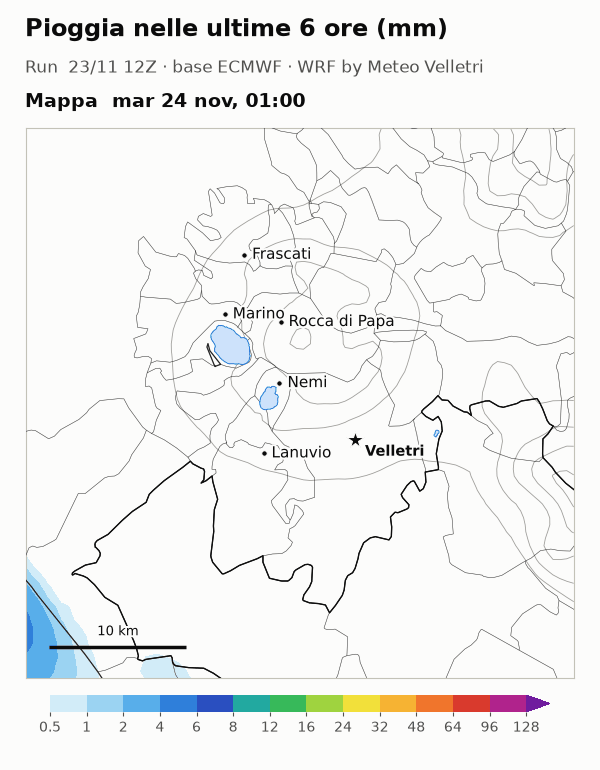 Pioggia nelle ultime 6 ore (mm)
Run  23/11 12Z · base ECMWF · WRF by Meteo Velletri
Mappa  mar 24 nov, 01:00
Frascati
Marino
Rocca di Papa
Nemi
Velletri
Lanuvio
10 km
0.5 1 2 4 6 8 12 16 24 32 48 64 96 128